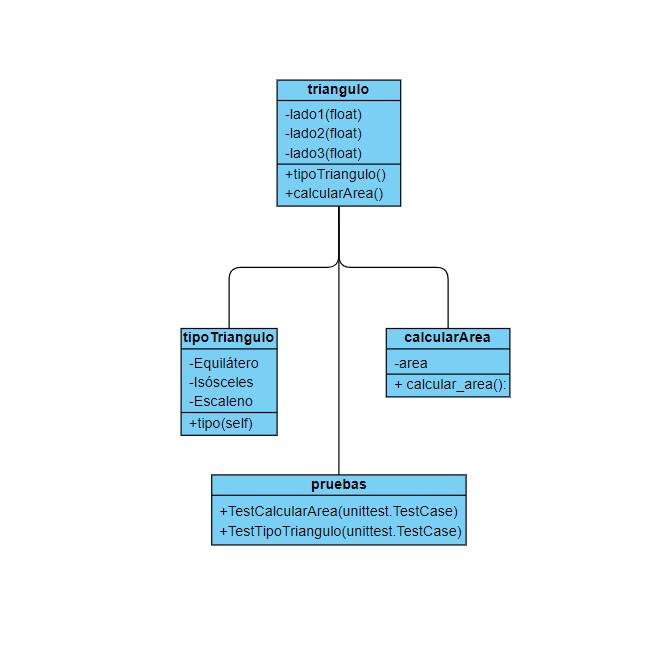 triangulo
-lado1(float)
-lado2(float)
-lado3(float)
+tipoTriangulo()
+calcularArea()
tipoTriangulo
-Equilátero
-Isósceles
-Escaleno
+tipo(self)
calcularArea
-area
+ calcular_area():
pruebas
+TestCalcularArea(unittest.TestCase)
+TestTipoTriangulo(unittest.TestCase)